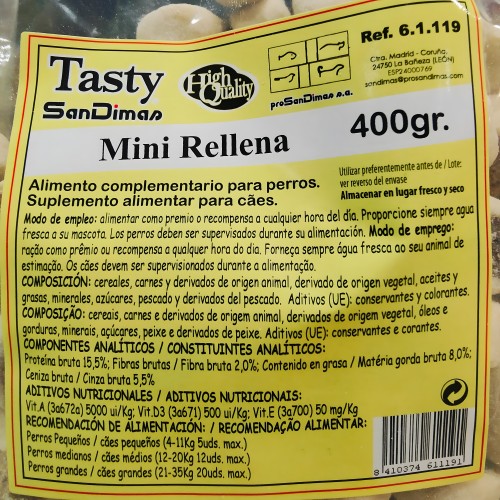 Ref. 6.1.119
Tasty
SanDimas
High Quality
proSanDimas s.a.
Ctra. Madrid - Coruña,
24750 La Bañeza (LEÓN)
ESP24000769
sandimas@prosandimas.com
Mini Rellena
400gr.
Alimento complementario para perros.
Suplemento alimentar para cães.
Utilizar preferentemente antes de / Lote:
ver reverso del envase
Almacenar en lugar fresco y seco
Modo de empleo: alimentar como premio o recompensa a cualquier hora del día. Proporcione siempre agua
fresca a su mascota. Los perros deben ser supervisados durante su alimentación. Modo de emprego:
ração como prêmio ou recompensa a qualquer hora do dia. Forneça sempre água fresca ao seu animal de
estimação. Os cães devem ser supervisionados durante a alimentação.
COMPOSICIÓN: cereales, carnes y derivados de origen animal, derivado de origen vegetal, aceites y
grasas, minerales, azúcares, pescado y derivados del pescado. Aditivos (UE): conservantes y colorantes.
COMPOSIÇÃO: cereais, carnes e derivados de origem animal, derivados de origem vegetal, óleos e
gorduras, minerais, açúcares, peixe e derivados de peixe. Aditivos (UE): conservantes e corantes.
COMPONENTES ANALÍTICOS / CONSTITUINTES ANALÍTICOS:
Proteína bruta 15,5%; Fibras brutas / Fibra bruta 2,0%; Contenido en grasa / Matéria gorda bruta 8,0%;
Ceniza bruta / Cinza bruta 5,5%
ADITIVOS NUTRICIONALES / ADITIVOS NUTRICIONAIS:
Vit.A (3a672a) 5000 ui/Kg; Vit.D3 (3a671) 500 ui/Kg; Vit.E (3a700) 50 mg/Kg
RECOMENDACIÓN DE ALIMENTACIÓN: / RECOMENDAÇÃO ALIMENTAR:
Perros Pequeños / cães pequeños (4-11Kg 5uds. max.)
Perros medianos / cães médios (12-20Kg 12uds. max.)
Perros grandes / cães grandes (21-35Kg 20uds. max.)
8 410374 611191